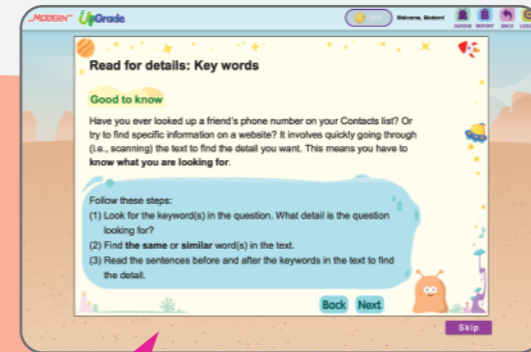 MODERN UpGrade
Welcome, Modern!
REPORT BACK
Read for details: Key words
Good to know
Have you ever looked up a friend's phone number on your Contacts list? Or
try to find specific information on a website? It involves quickly going through
(i.e., scanning) the text to find the detail you want. This means you have to
know what you are looking for.
Follow these steps:
(1) Look for the keyword(s) in the question. What detail is the question
looking for?
(2) Find the same or similar word(s) in the text.
(3) Read the sentences before and after the keywords in the text to find
the detail.
Back Next
Skip